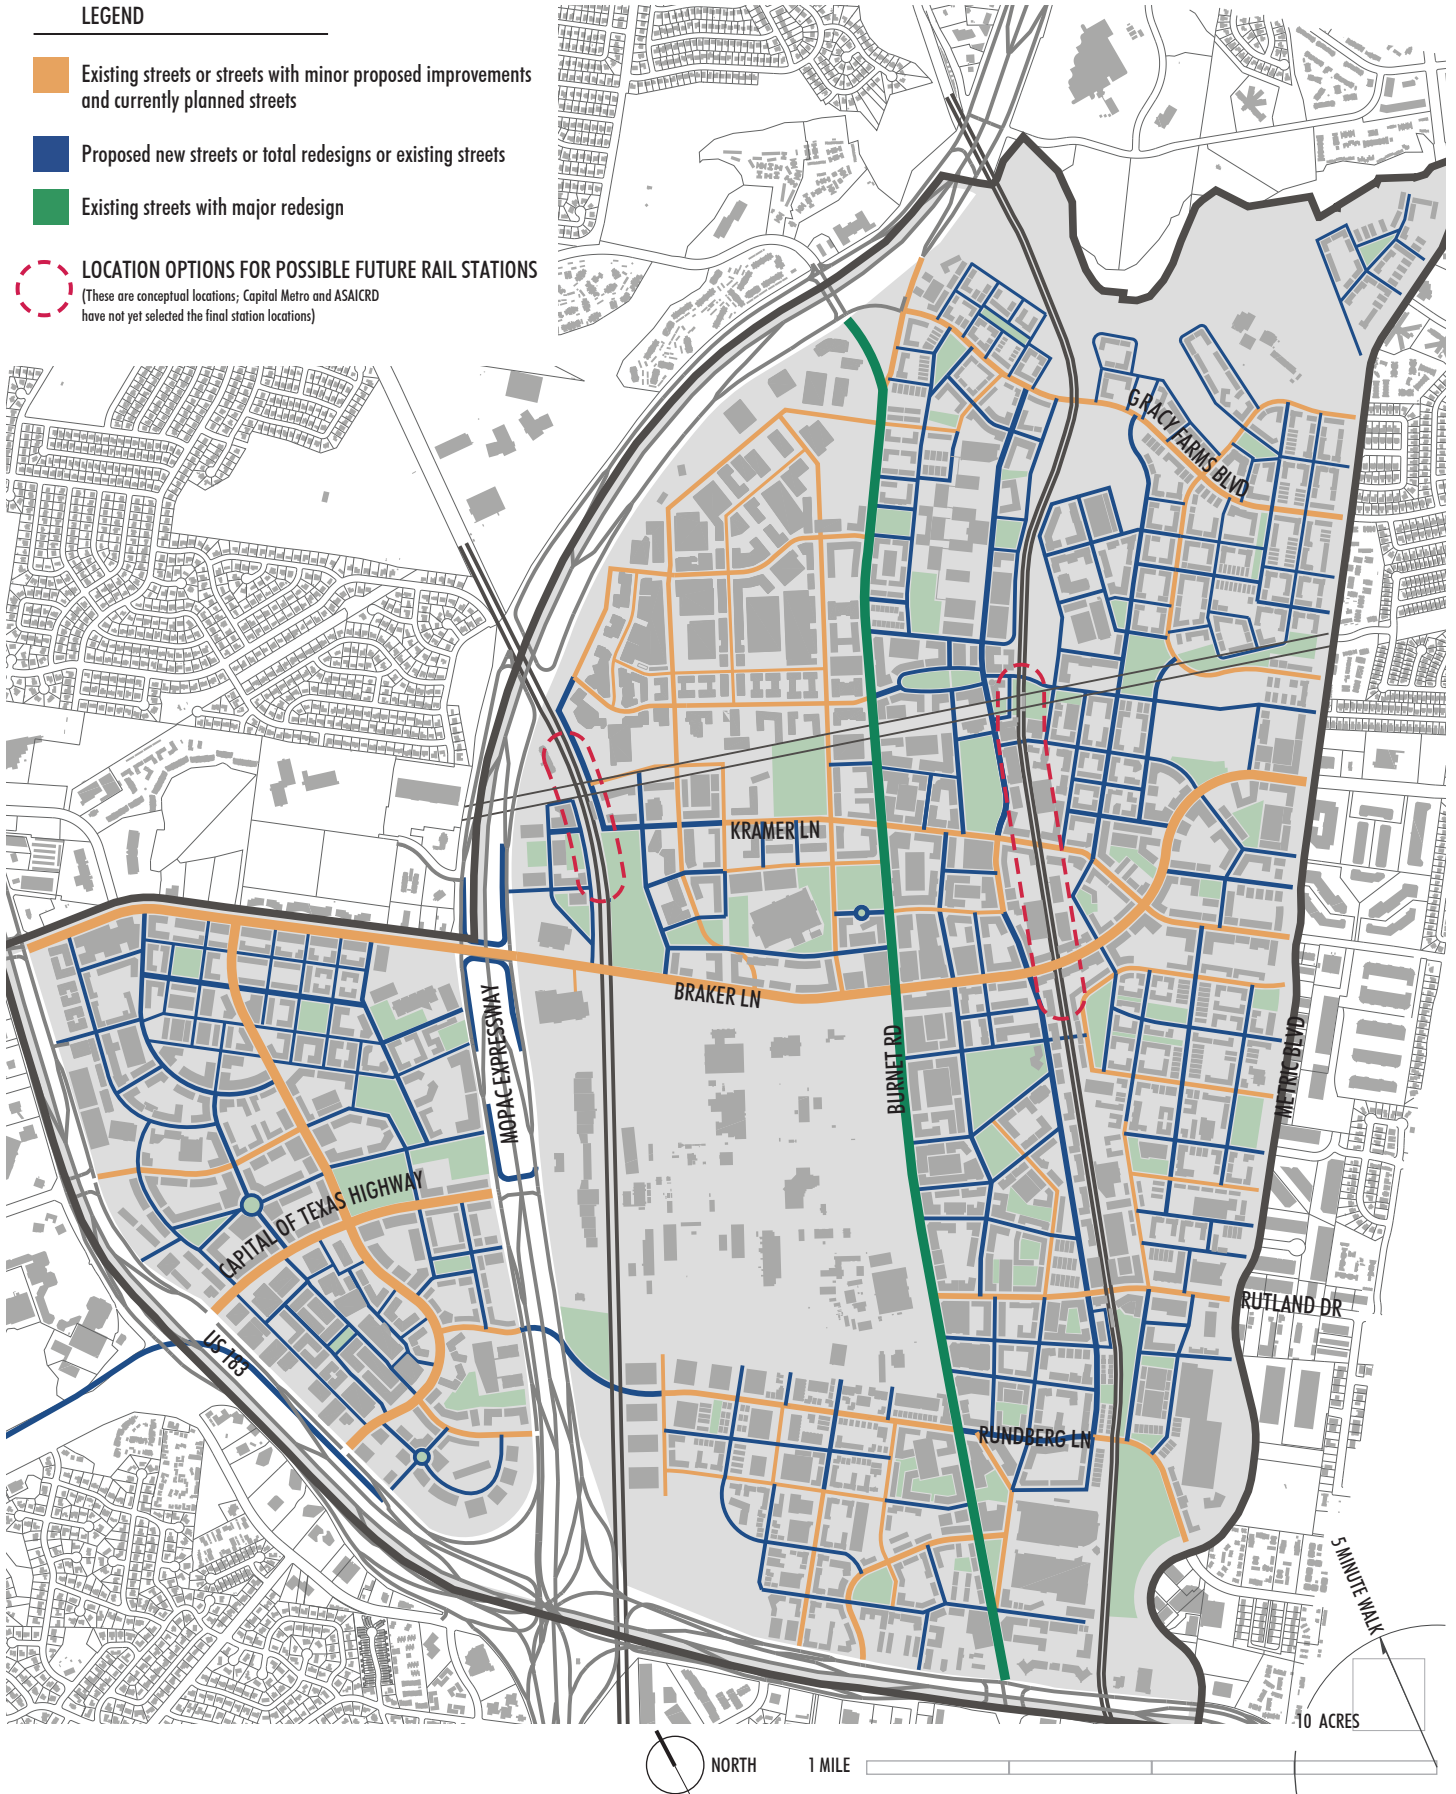 LEGEND
Existing streets or streets with minor proposed improvements
and currently planned streets
Proposed new streets or total redesigns or existing streets
Existing streets with major redesign
LOCATION OPTIONS FOR POSSIBLE FUTURE RAIL STATIONS
(These are conceptual locations; Capital Metro and ASAICRD
have not yet selected the final station locations)
GRACY FARMS BLVD
KRAMER LN
BRAKER LN
MOPAC EXPRESSWAY
BURNET RD
METRIC BLVD
CAPITAL OF TEXAS HIGHWAY
US 183
RUTLAND DR
RUNDBERG LN
5 MINUTE WALK
10 ACRES
NORTH
1 MILE